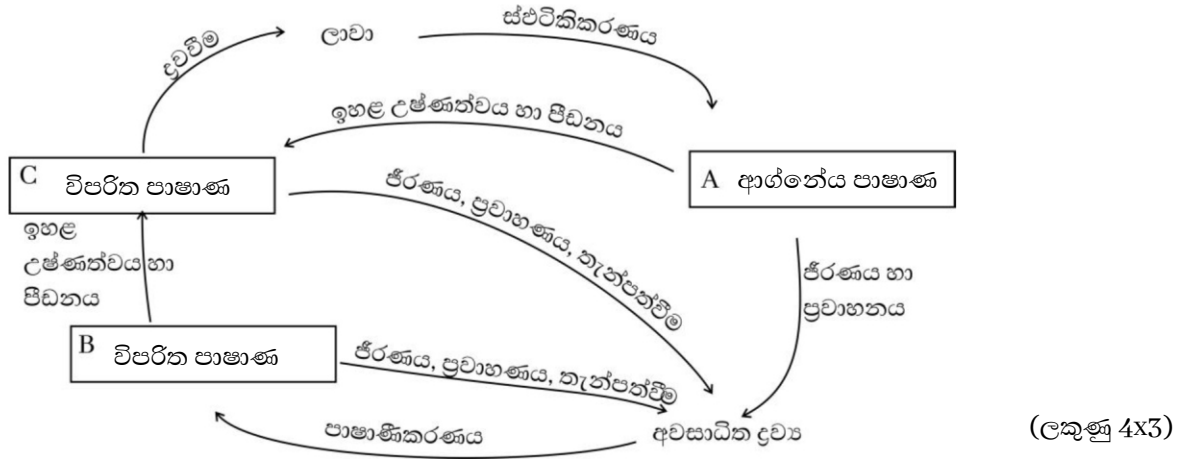 ද්‍රවවීම
ලාවා
ස්ඵටිකිකරණය
ඉහළ උෂ්ණත්වය හා පීඩනය
C
විපරිත පාෂාණ
A ආග්නේය පාෂාණ
ජීරණය, ප්‍රවාහණය, තැන්පත්වීම
ඉහළ
උෂ්ණත්වය හා
පීඩනය
ජීරණය හා
ප්‍රවාහනය
B
විපරිත පාෂාණ
ජීරණය, ප්‍රවාහණය, තැන්පත්වීම
පාෂාණීකරණය
අවසාධිත ද්‍රව්‍ය
(ලකුණු 4x3)